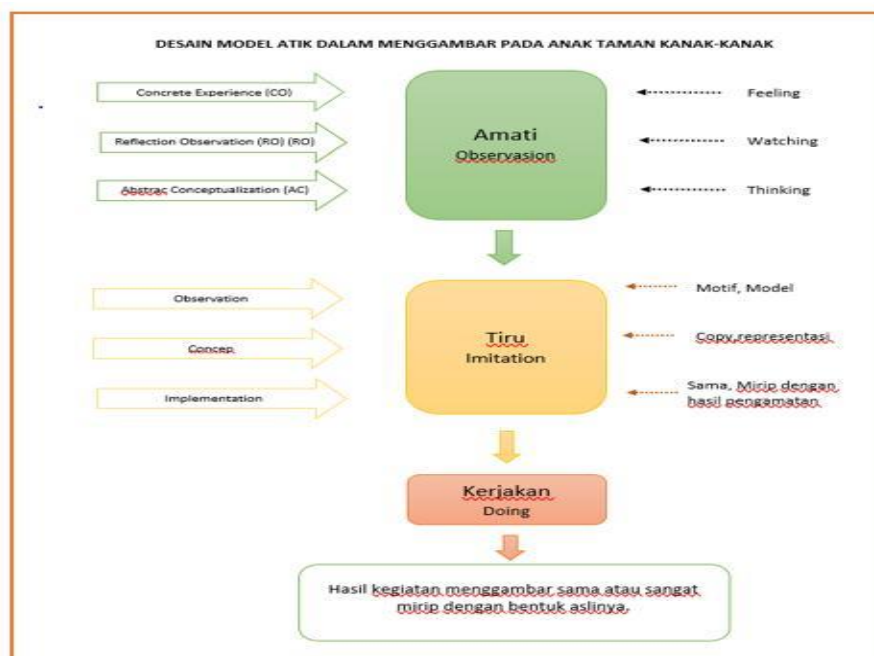 DESAIN MODEL ATIK DALAM MENGGAMBAR PADA ANAK TAMAN KANAK-KANAK
Concrete Experience (CO)
Reflection Observation (RO) (RO)
Abstrac Conceptualization (AC)
Amati
Observasion
Feeling
Watching
Thinking
Observation
Concep
Implementation
Tiru
Imitation
Motif, Model
Copy,representasi
Sama, Mirip dengan
hasil pengamatan
Kerjakan
Doing
Hasil kegiatan menggambar sama atau sangat
mirip dengan bentuk aslinya.